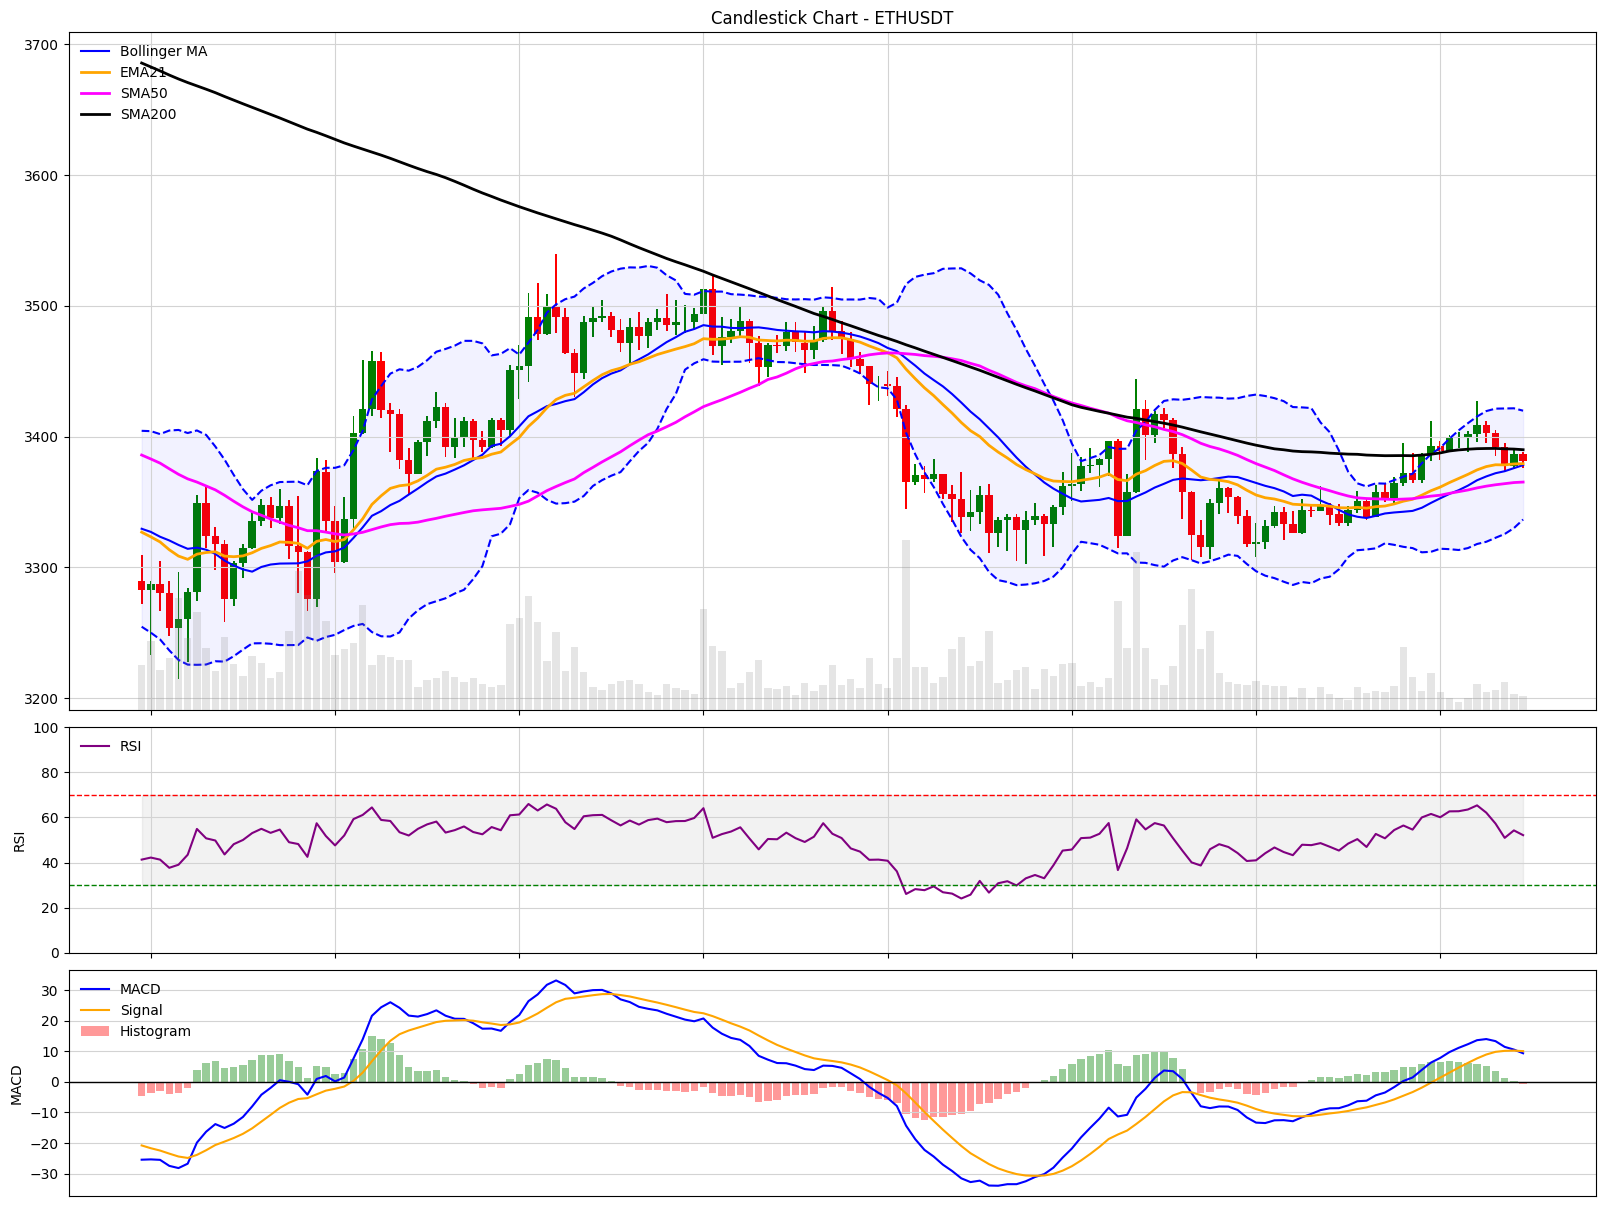 Candlestick Chart - ETHUSDT
3700
3600
3500
3400
3300
3200
Bollinger MA
EMA21
SMA50
SMA200
100
80
60
40
20
0
RSI
RSI
30
20
10
0
−10
−20
−30
MACD
MACD
Signal
Histogram